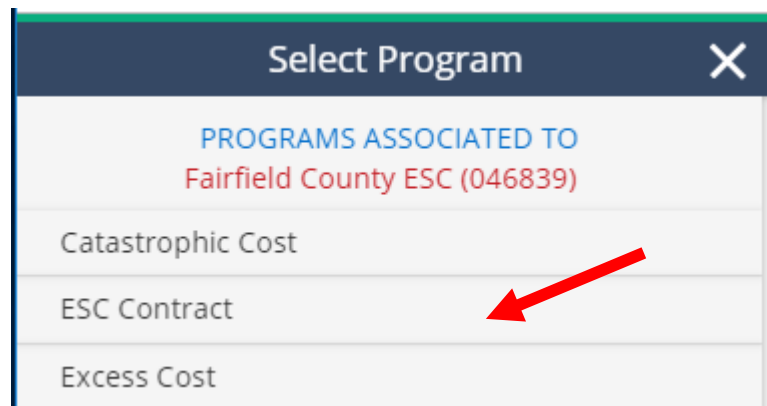 Select Program
PROGRAMS ASSOCIATED TO
Fairfield County ESC (046839)
Catastrophic Cost
ESC Contract
Excess Cost